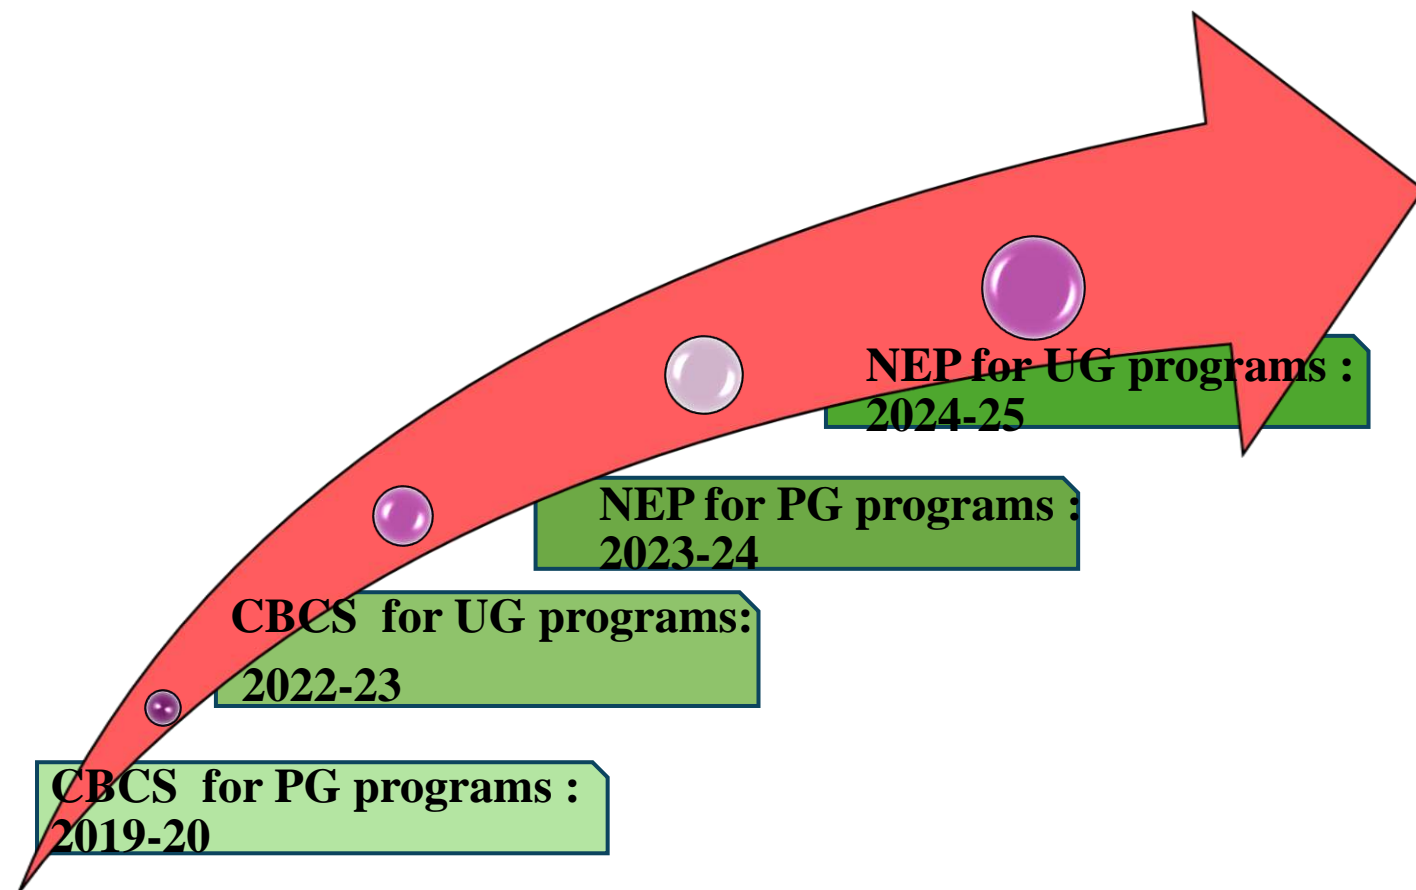 NEP for UG programs :
2024-25
NEP for PG programs :
2023-24
CBCS for UG programs:
2022-23
CBCS for PG programs :
2019-20